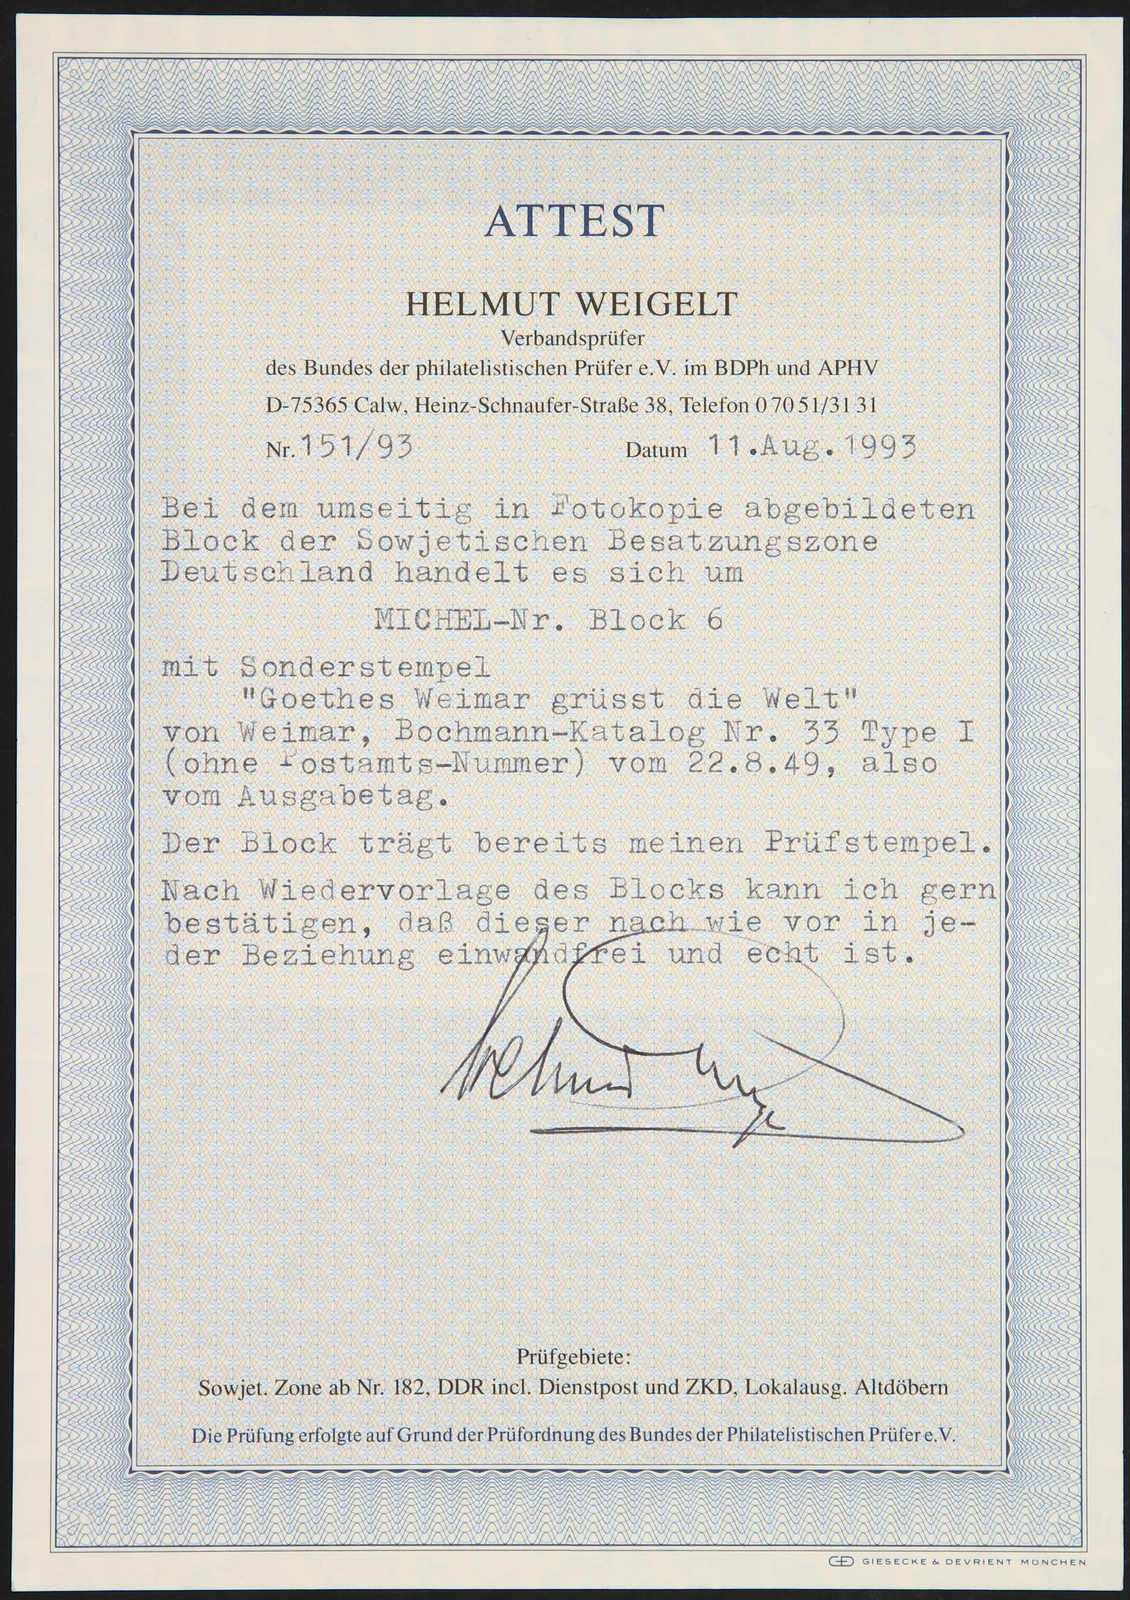 ATTEST
HELMUT WEIGELT
Verbandsprüfer
des Bundes der philatelistischen Prüfer e.V. im BDPh und APHV
D-75365 Calw, Heinz-Schnaufer-Straße 38, Telefon 0 70 51/31 31
Nr. 151/93 Datum 11.Aug.1993
Bei dem umseitig in Fotokopie abgebildeten
Block der Sowjetischen Besatzungszone
Deutschland handelt es sich um
MICHEL-Nr. Block 6
mit Sonderstempel
"Goethes Weimar grüsst die Welt"
von Weimar, Bochmann-Katalog Nr. 33 Type I
(ohne Postamts-Nummer) vom 22.8.49, also
vom Ausgabetag.
Der Block trägt bereits meinen Prüfstempel.
Nach Wiedervorlage des Blocks kann ich gern
bestätigen, daß dieser nach wie vor in je-
der Beziehung einwandfrei und echt ist.
Prüfgebiete:
Sowjet. Zone ab Nr. 182, DDR incl. Dienstpost und ZKD, Lokalausg. Altdöbern
Die Prüfung erfolgte auf Grund der Prüfordnung des Bundes der Philatelistischen Prüfer e.V.
GIESECKE & DEVRIENT MÜNCHEN